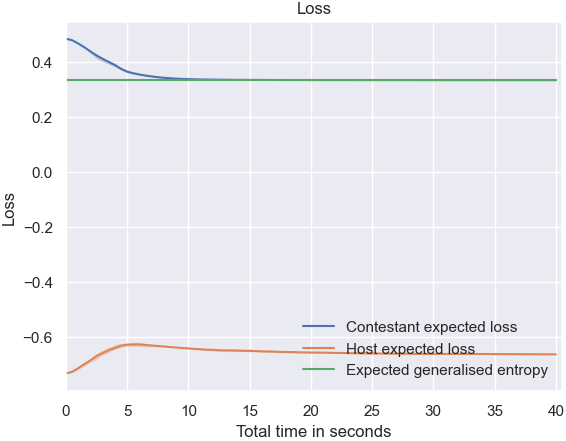 Loss
0.4
0.2
0.0
−0.2
−0.4
−0.6
Loss
Contestant expected loss
Host expected loss
Expected generalised entropy
0 5 10 15 20 25 30 35 40
Total time in seconds